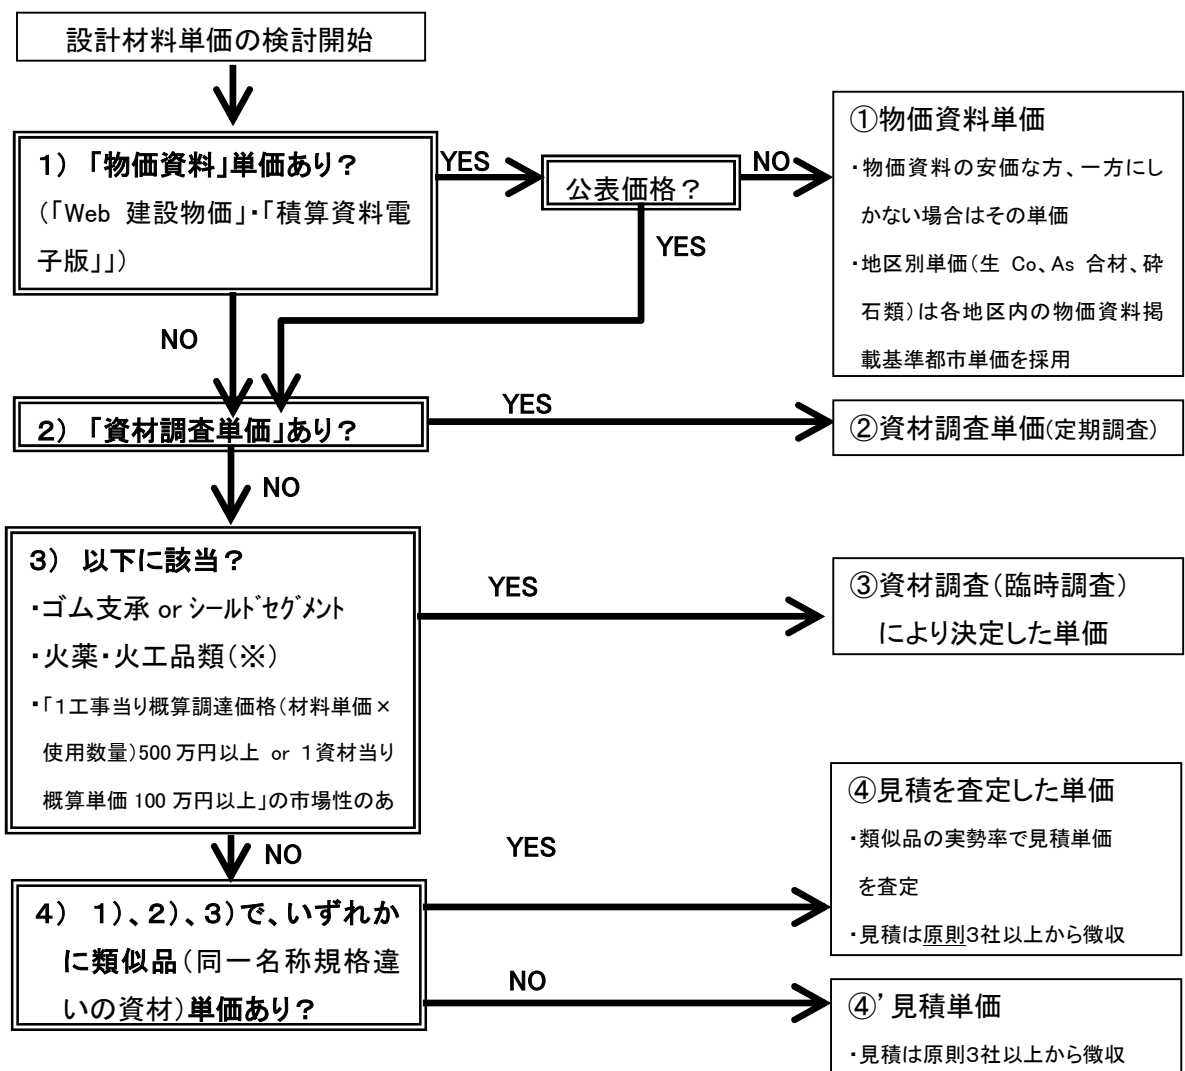 設計材料単価の検討開始
1) 「物価資料」単価あり?
(「Web 建設物価」・「積算資料電
子版」」)
YES
公表価格?
NO
YES
①物価資料単価
・物価資料の安価な方、一方にし
かない場合はその単価
・地区別単価(生 Co、As 合材、砕
石類)は各地区内の物価資料掲
載基準都市単価を採用
NO
2) 「資材調査単価」あり?
YES
②資材調査単価(定期調査)
NO
3) 以下に該当?
・ゴム支承 or シールドセグメント
・火薬・火工品類(※)
・「1工事当り概算調達価格(材料単価×
使用数量)500 万円以上 or 1資材当り
概算単価 100 万円以上」の市場性のあ
YES
③資材調査(臨時調査)
により決定した単価
NO
4) 1)、2)、3)で、いずれか
に類似品(同一名称規格違
いの資材)単価あり?
YES
④見積を査定した単価
・類似品の実勢率で見積単価
を査定
・見積は原則3社以上から徴収
NO
④’見積単価
・見積は原則3社以上から徴収